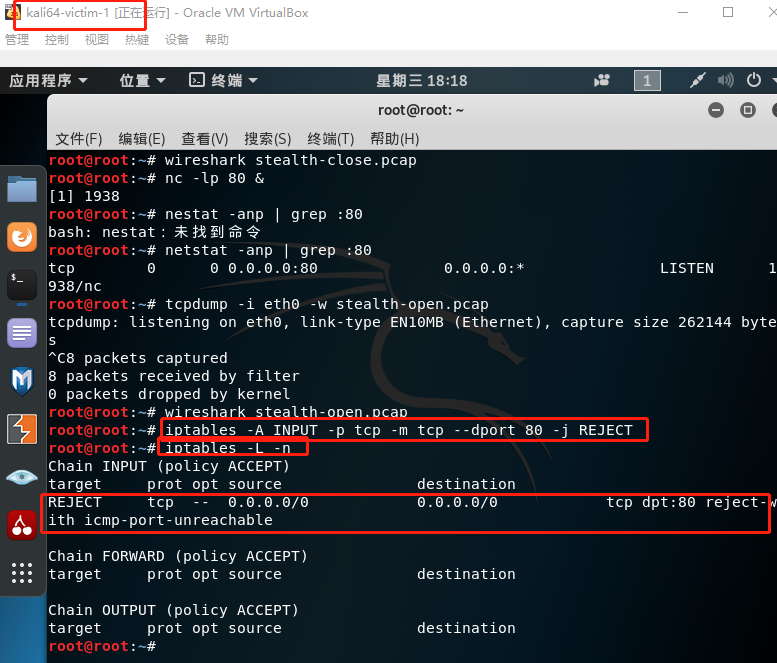 kali64-victim-1 [正在运行] - Oracle VM VirtualBox
管理 控制 视图 热键 设备 帮助
应用程序 位置 终端 星期三 18:18 1
root@root: ~
文件(F) 编辑(E) 查看(V) 搜索(S) 终端(T) 帮助(H)
root@root:~# wireshark stealth-close.pcap
root@root:~# nc -lp 80 &
[1] 1938
root@root:~# nestat -anp | grep :80
bash: nestat：未找到命令
root@root:~# netstat -anp | grep :80
tcp 0 0 0.0.0.0:80 0.0.0.0:* LISTEN 1
938/nc
root@root:~# tcpdump -i eth0 -w stealth-open.pcap
tcpdump: listening on eth0, link-type EN10MB (Ethernet), capture size 262144 byte
s
^C8 packets captured
8 packets received by filter
0 packets dropped by kernel
root@root:~# wireshark stealth-open.pcap
root@root:~# iptables -A INPUT -p tcp -m tcp --dport 80 -j REJECT
root@root:~# iptables -L -n
Chain INPUT (policy ACCEPT)
target prot opt source destination
REJECT tcp -- 0.0.0.0/0 0.0.0.0/0 tcp dpt:80 reject-w
ith icmp-port-unreachable
Chain FORWARD (policy ACCEPT)
target prot opt source destination
Chain OUTPUT (policy ACCEPT)
target prot opt source destination
root@root:~#